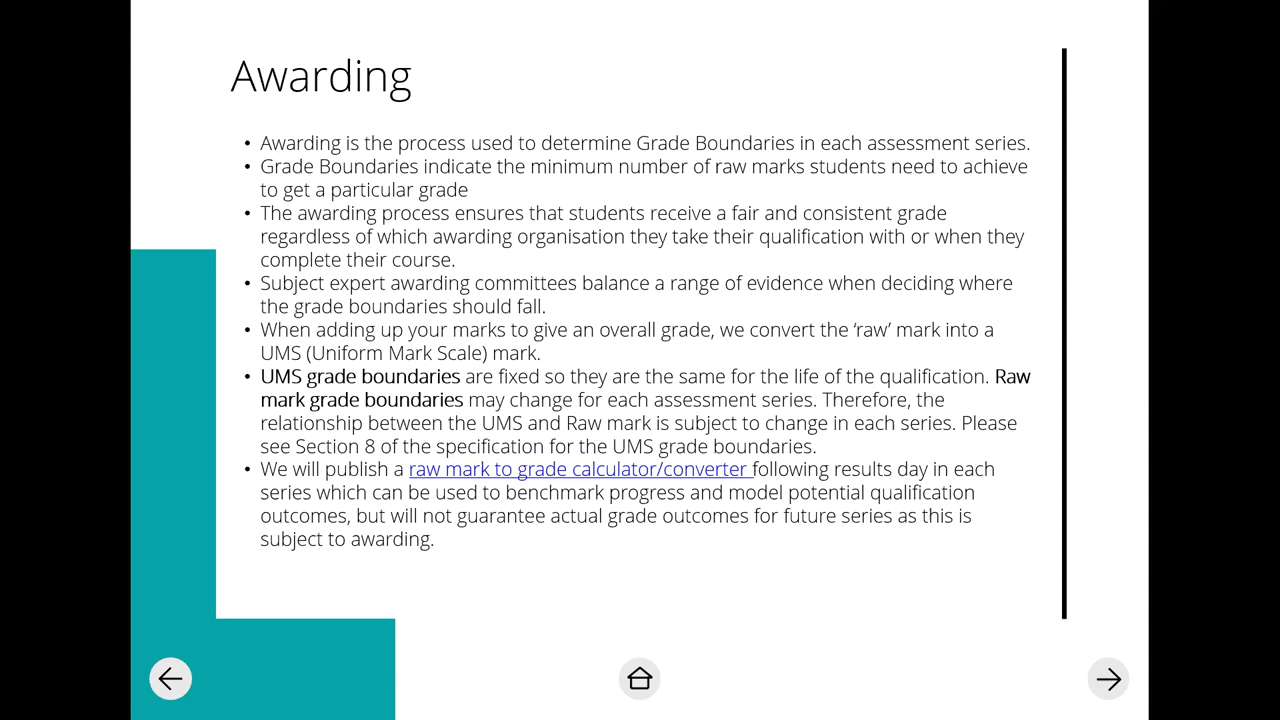 Awarding
• Awarding is the process used to determine Grade Boundaries in each assessment series.
• Grade Boundaries indicate the minimum number of raw marks students need to achieve
to get a particular grade
• The awarding process ensures that students receive a fair and consistent grade
regardless of which awarding organisation they take their qualification with or when they
complete their course.
• Subject expert awarding committees balance a range of evidence when deciding where
the grade boundaries should fall.
• When adding up your marks to give an overall grade, we convert the ‘raw’ mark into a
UMS (Uniform Mark Scale) mark.
• UMS grade boundaries are fixed so they are the same for the life of the qualification. Raw
mark grade boundaries may change for each assessment series. Therefore, the
relationship between the UMS and Raw mark is subject to change in each series. Please
see Section 8 of the specification for the UMS grade boundaries.
• We will publish a raw mark to grade calculator/converter following results day in each
series which can be used to benchmark progress and model potential qualification
outcomes, but will not guarantee actual grade outcomes for future series as this is
subject to awarding.